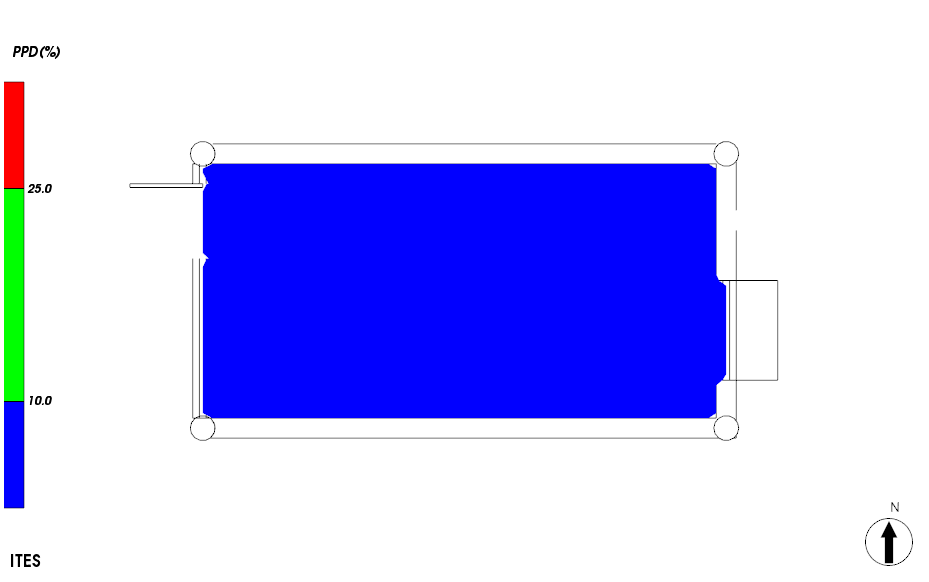 PPD(%)
25.0
10.0
N
ITES